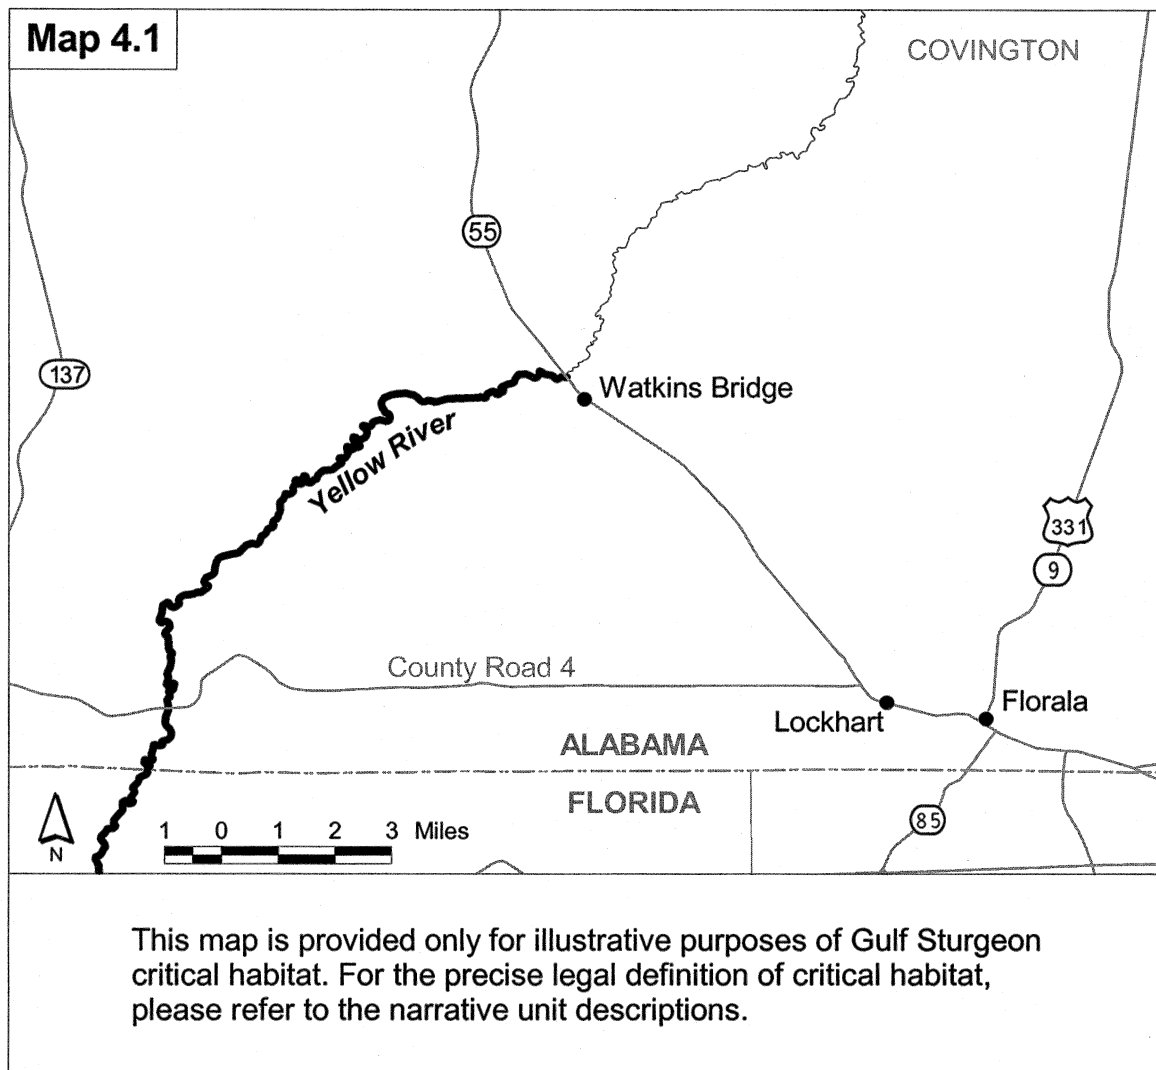 Map 4.1
COVINGTON
55
137
Watkins Bridge
Yellow River
331
9
County Road 4
Florala
Lockhart
ALABAMA
FLORIDA
85
1 0 1 2 3 Miles
N
This map is provided only for illustrative purposes of Gulf Sturgeon
critical habitat. For the precise legal definition of critical habitat,
please refer to the narrative unit descriptions.